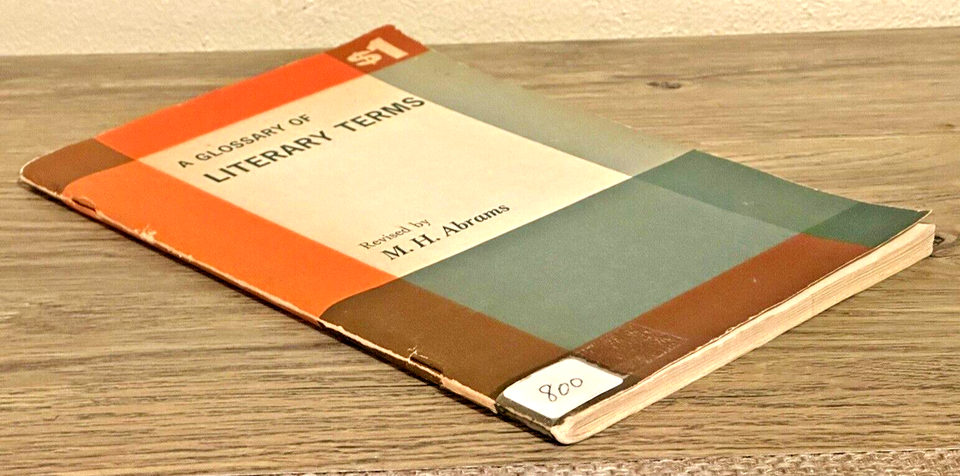 $1
A GLOSSARY OF
LITERARY TERMS
Revised by
M. H. Abrams
800